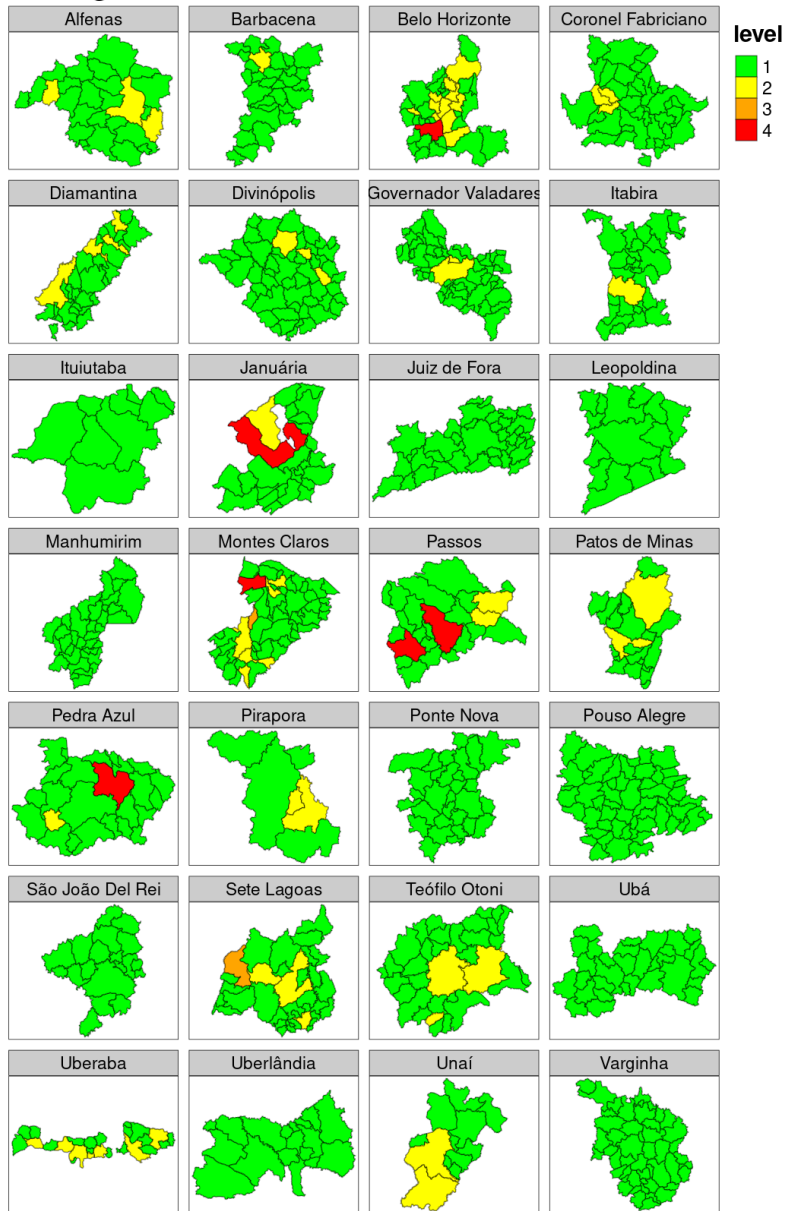 Alfenas
Barbacena
Belo Horizonte
Coronel Fabriciano
level
1
2
3
4
Diamantina
Divinópolis
Governador Valadares
Itabira
Ituiutaba
Januária
Juiz de Fora
Leopoldina
Manhumirim
Montes Claros
Passos
Patos de Minas
Pedra Azul
Pirapora
Ponte Nova
Pouso Alegre
São João Del Rei
Sete Lagoas
Teófilo Otoni
Ubá
Uberaba
Uberlândia
Unaí
Varginha